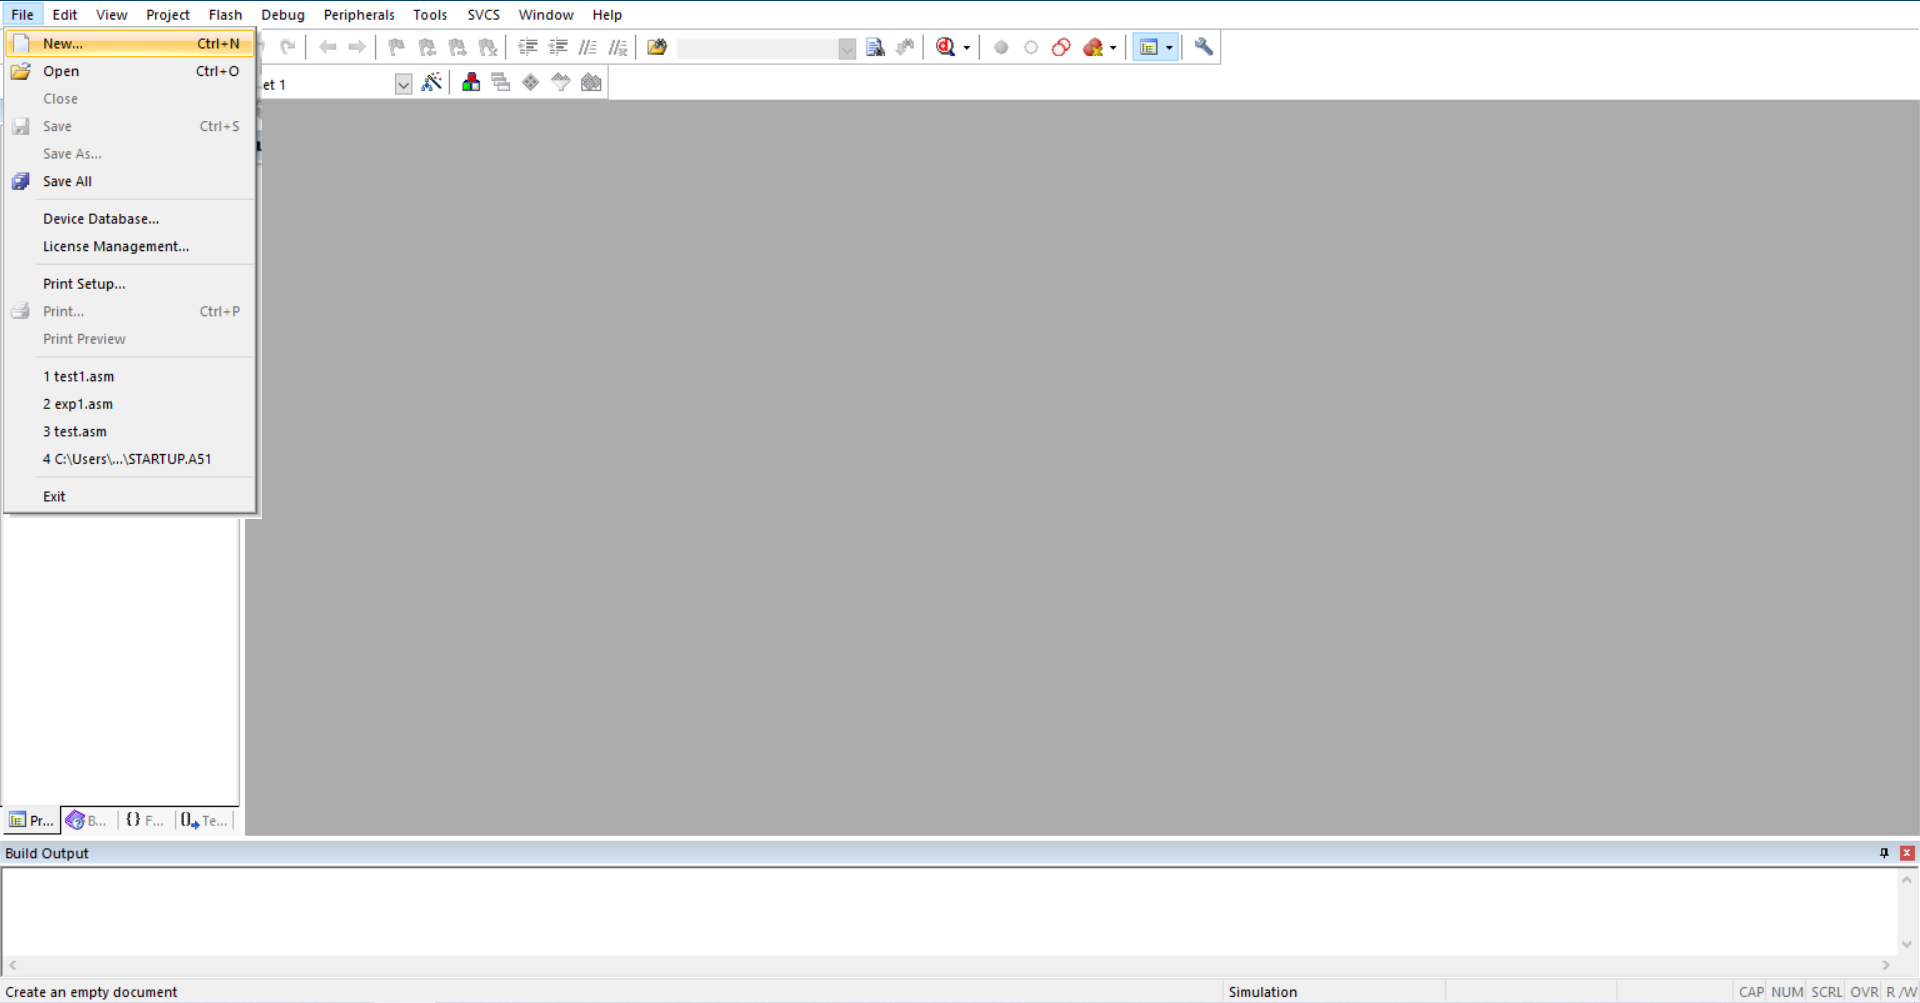 File Edit View Project Flash Debug Peripherals Tools SVCS Window Help
New... Ctrl+N
Open Ctrl+O
et 1
Close
Save Ctrl+S
Save As...
Save All
Device Database...
License Management...
Print Setup...
Print... Ctrl+P
Print Preview
1 test1.asm
2 exp1.asm
3 test.asm
4 C:\Users\...\STARTUP.A51
Exit
Pr... B... {} F... Te...
Build Output
Create an empty document Simulation CAP NUM SCRL OVR R/W